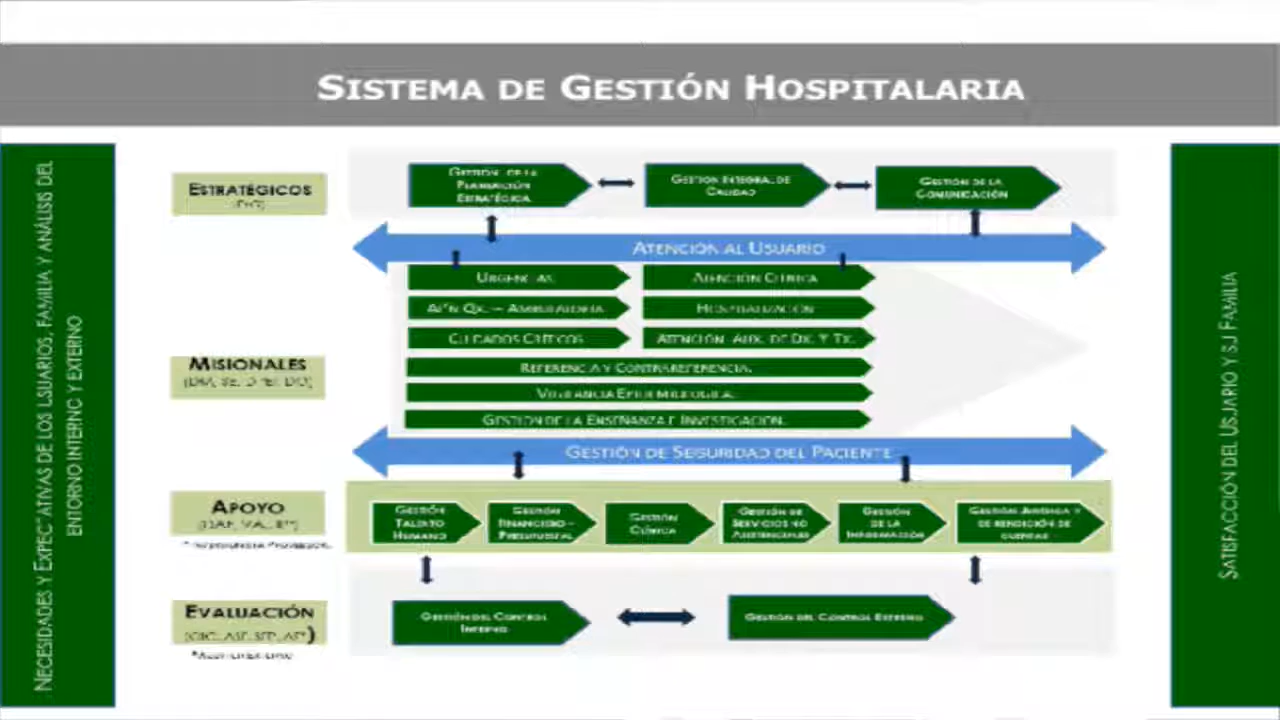 SISTEMA DE GESTIÓN HOSPITALARIA
NECESIDADES Y EXPECTATIVAS DE LOS USUARIOS, FAMILIA Y ANÁLISIS DEL
ENTORNO INTERNO Y EXTERNO
ESTRATÉGICOS
GESTIÓN DE LA
PLANEACIÓN
ESTRATÉGICA
GESTIÓN INTEGRAL DE
CALIDAD
GESTIÓN DE LA
COMUNICACIÓN
ATENCIÓN AL USUARIO
MISIONALES
URGENCIAS
ATENCIÓN CLÍNICA
HOSPITALIZACIÓN
CUIDADOS CRÍTICOS
ATENCIÓN AUX. DE DX. Y TX.
REFERENCIA Y CONTRAREFERENCIA.
VIGILANCIA EPIDEMIOLÓGICA.
GESTIÓN DE LA ENSEÑANZA E INVESTIGACIÓN.
GESTIÓN DE SEGURIDAD DEL PACIENTE
APOYO
GESTIÓN
TALENTO
HUMANO
GESTIÓN
FINANCIERO –
PRESUPUESTAL
GESTIÓN
CLÍNICA
GESTIÓN DE
SERVICIOS NO
ASISTENCIALES
GESTIÓN
DE LA
INFORMACIÓN
GESTIÓN JURÍDICA Y
DE RENDICIÓN DE
CUENTAS
EVALUACIÓN
GESTIÓN DEL CONTROL
INTERNO
GESTIÓN DEL CONTROL EXTERNO
SATISFACCIÓN DEL USUARIO Y SU FAMILIA